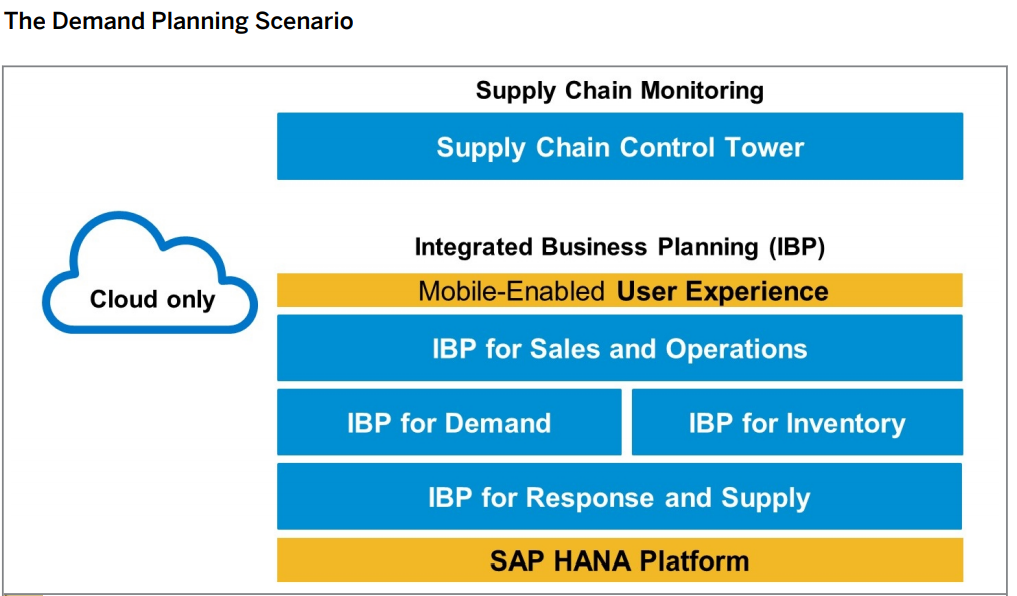 The Demand Planning Scenario
Supply Chain Monitoring
Supply Chain Control Tower
Cloud only
Integrated Business Planning (IBP)
Mobile-Enabled User Experience
IBP for Sales and Operations
IBP for Demand
IBP for Inventory
IBP for Response and Supply
SAP HANA Platform